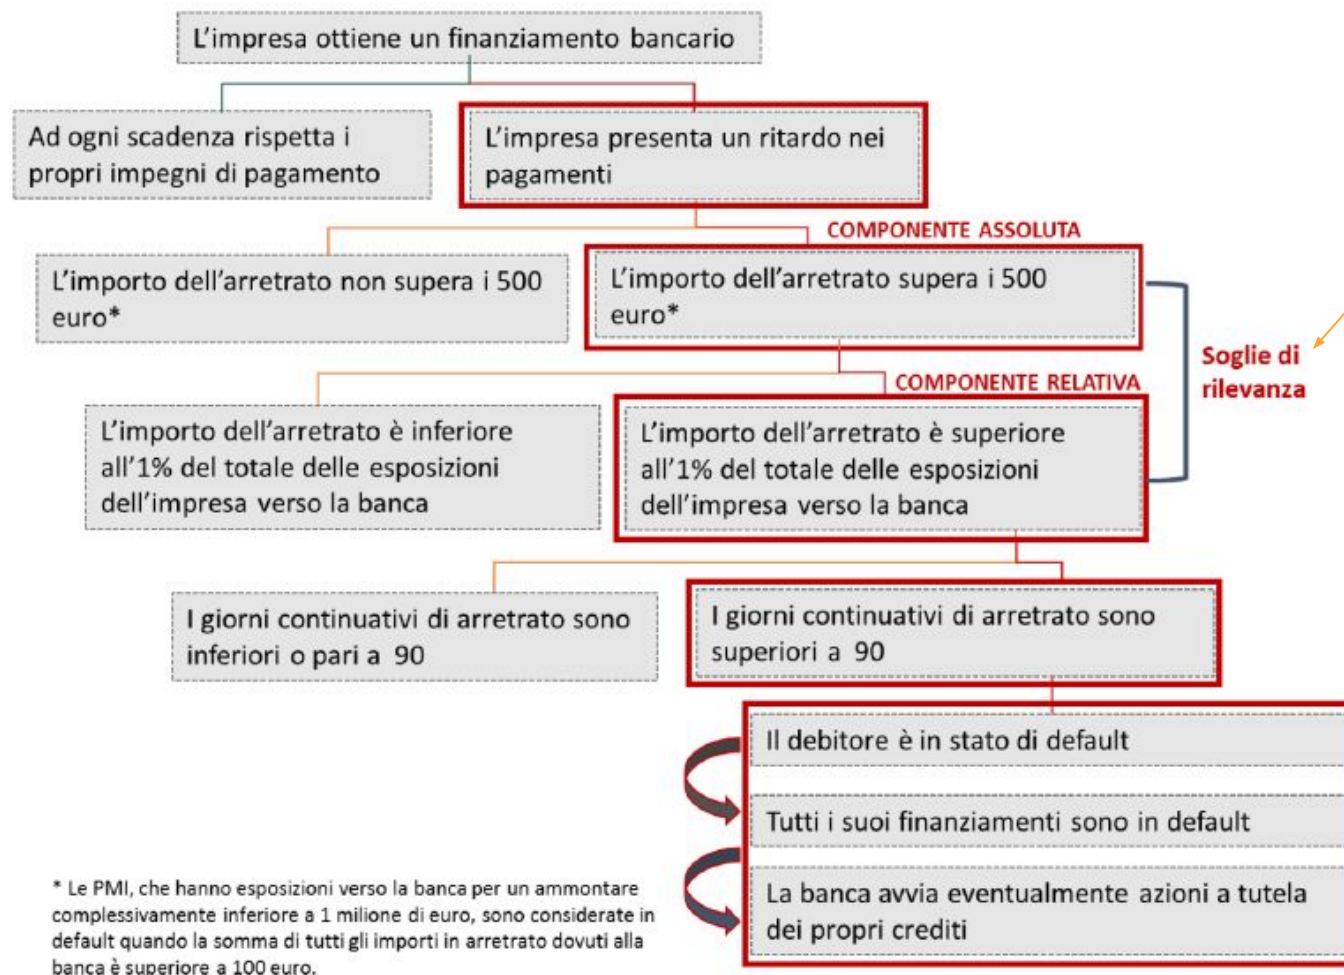 L'impresa ottiene un finanziamento bancario
Ad ogni scadenza rispetta i
propri impegni di pagamento
L'impresa presenta un ritardo nei
pagamenti
COMPONENTE ASSOLUTA
L'importo dell'arretrato non supera i 500
euro*
L'importo dell'arretrato supera i 500
euro*
Soglie di
rilevanza
COMPONENTE RELATIVA
L'importo dell'arretrato è inferiore
all'1% del totale delle esposizioni
dell'impresa verso la banca
L'importo dell'arretrato è superiore
all'1% del totale delle esposizioni
dell'impresa verso la banca
I giorni continuativi di arretrato sono
inferiori o pari a 90
I giorni continuativi di arretrato sono
superiori a 90
Il debitore è in stato di default
Tutti i suoi finanziamenti sono in default
La banca avvia eventualmente azioni a tutela
dei propri crediti
* Le PMI, che hanno esposizioni verso la banca per un ammontare
complessivamente inferiore a 1 milione di euro, sono considerate in
default quando la somma di tutti gli importi in arretrato dovuti alla
banca è superiore a 100 euro.